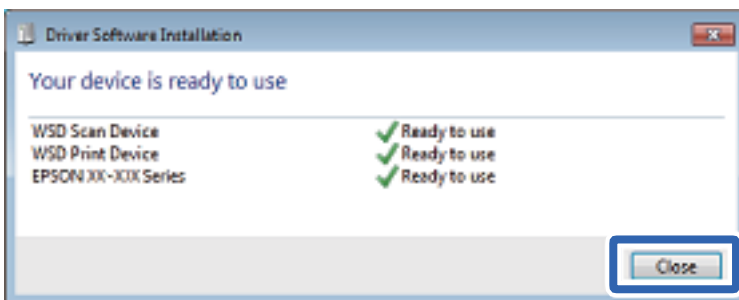 Driver Software Installation
Your device is ready to use
WSD Scan Device Ready to use
WSD Print Device Ready to use
EPSON XX-XXX Series Ready to use
Close